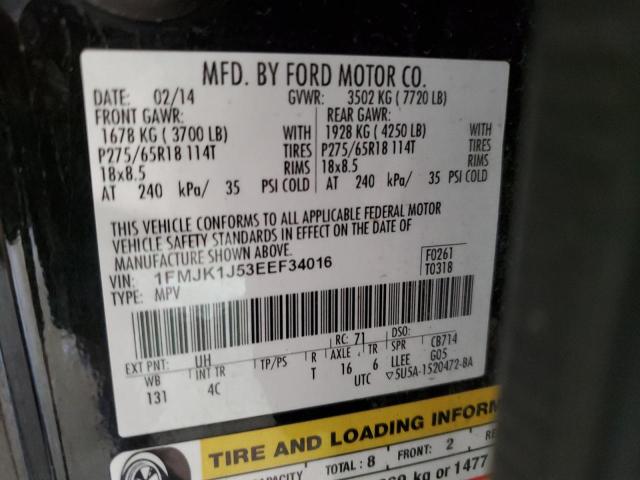 MFD. BY FORD MOTOR CO.
DATE: 02/14 GVWR: 3502 KG ( 7720 LB)
FRONT GAWR: REAR GAWR:
1678 KG ( 3700 LB) WITH 1928 KG ( 4250 LB) WITH
P275/65R18 114T TIRES P275/65R18 114T TIRES
18x8.5 RIMS 18x8.5 RIMS
AT 240 kPa/ 35 PSI COLD AT 240 kPa/ 35 PSI COLD
THIS VEHICLE CONFORMS TO ALL APPLICABLE FEDERAL MOTOR
VEHICLE SAFETY STANDARDS IN EFFECT ON THE DATE OF
MANUFACTURE SHOWN ABOVE.
VIN: 1FMJK1J53EEF34016 F0261
TYPE: MPV T0318
EXT PNT: UH RC: 71 DSO:
WB INT TR TP/PS R AXLE TR SPR CB714
131 4C T 16 6 LLEE G05
UTC ▽5U5A-1520472-BA
TIRE AND LOADING INFORM
CAPACITY TOTAL : 8 FRONT: 2
kg or 1477